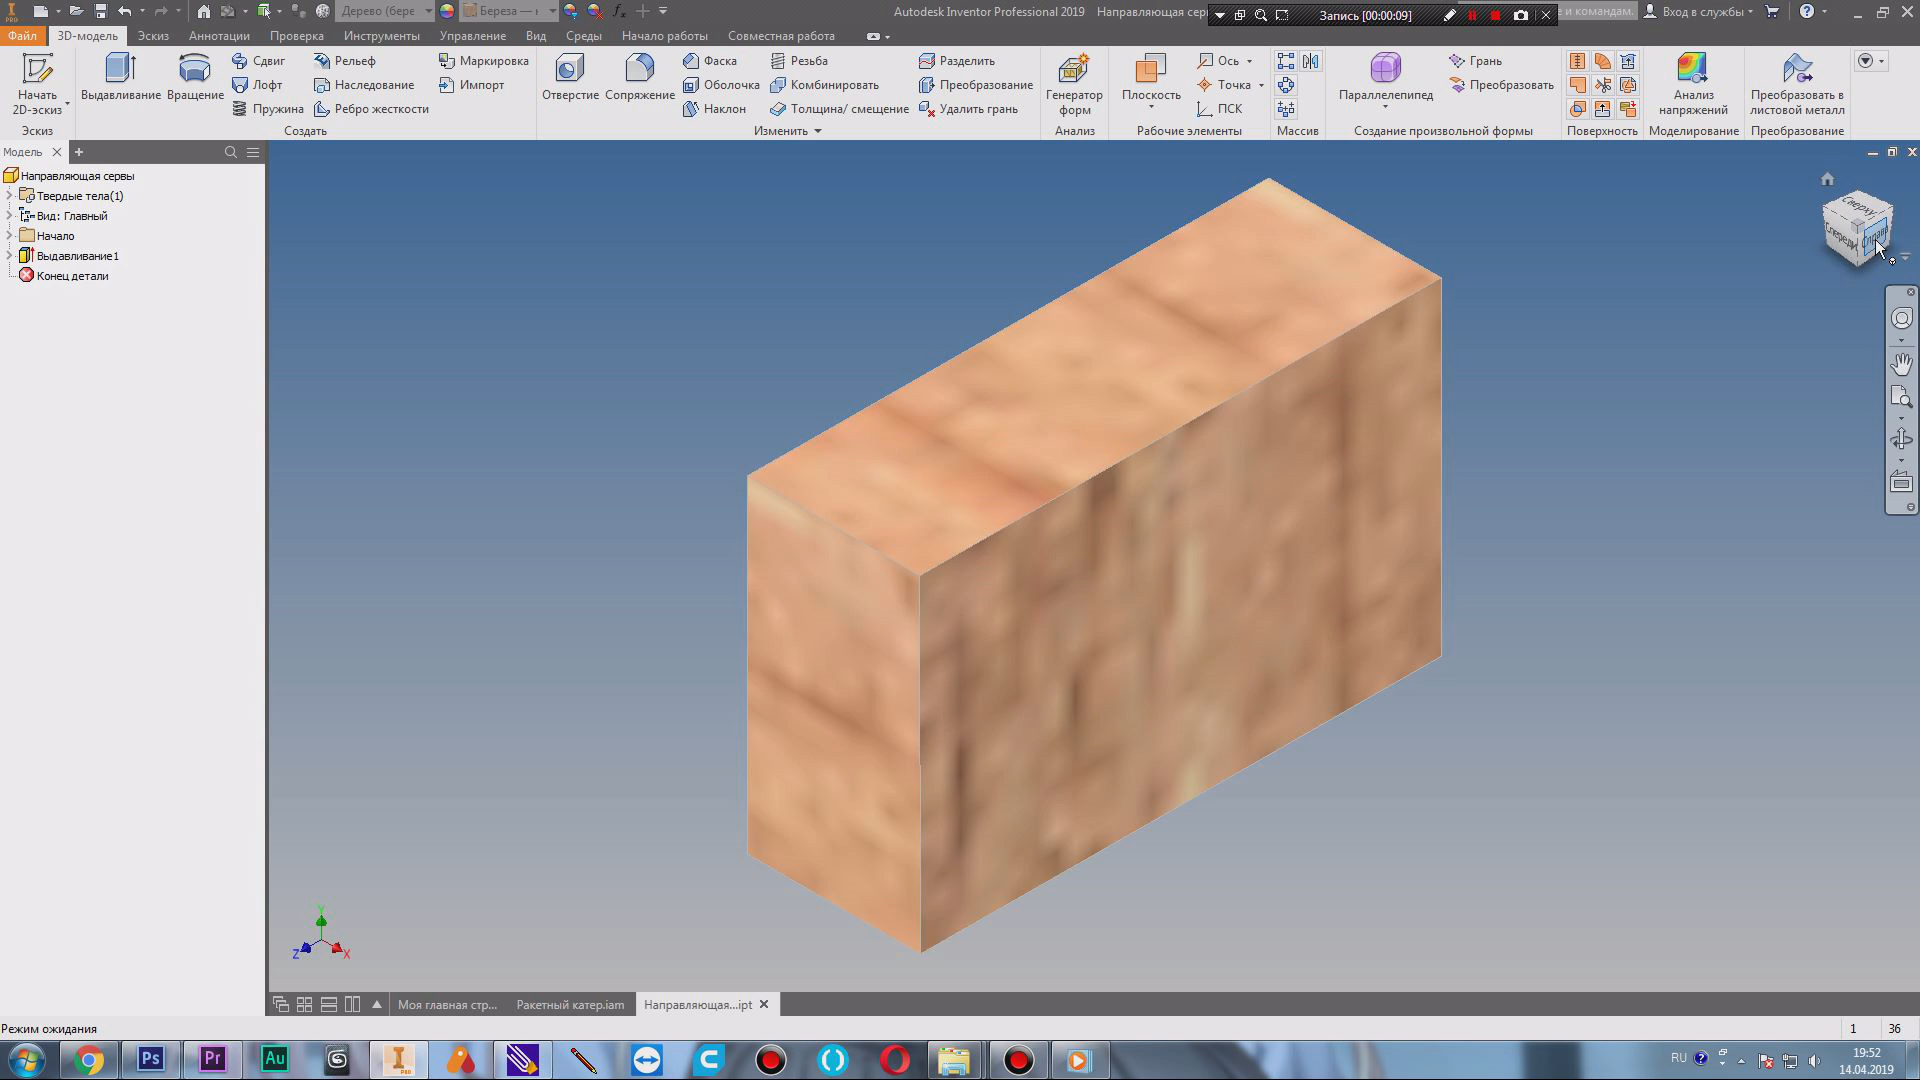 Дерево (бере
Береза — н
Autodesk Inventor Professional 2019
Направляющая сер
Запись [00:00:09]
е и командам.
Вход в службы
Файл
3D-модель
Эскиз
Аннотации
Проверка
Инструменты
Управление
Вид
Среды
Начало работы
Совместная работа
Начать
2D-эскиз
Выдавливание
Вращение
Сдвиг
Лофт
Пружина
Рельеф
Наследование
Ребро жесткости
Маркировка
Импорт
Отверстие
Сопряжение
Фаска
Оболочка
Наклон
Резьба
Комбинировать
Толщина/ смещение
Разделить
Преобразование
Удалить грань
Генератор
форм
Плоскость
Ось
Точка
ПСК
Параллелепипед
Грань
Преобразовать
Анализ
напряжений
Преобразовать в
листовой металл
Эскиз
Создать
Изменить
Анализ
Рабочие элементы
Массив
Создание произвольной формы
Поверхность
Моделирование
Преобразование
Модель
Направляющая сервы
Твердые тела(1)
Вид: Главный
Начало
Выдавливание1
Конец детали
Сверху
Спереди
Справа
Y
Z
X
Моя главная стр...
Ракетный катер.iam
Направляющая...ipt
Режим ожидания
1
36
Ps
Pr
Au
I
PRO
RU
19:52
14.04.2019